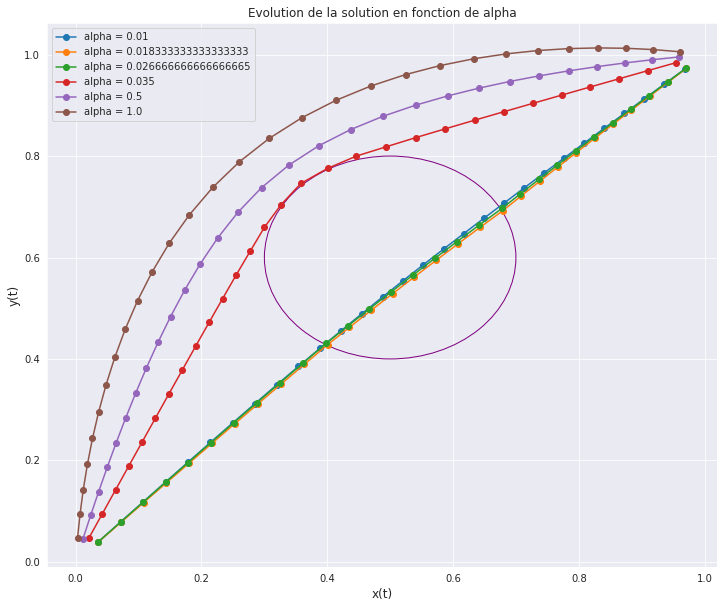 Evolution de la solution en fonction de alpha
alpha = 0.01
alpha = 0.018333333333333333
alpha = 0.026666666666666665
alpha = 0.035
alpha = 0.5
alpha = 1.0
1.0
0.8
0.6
0.4
0.2
0.0
y(t)
0.0 0.2 0.4 0.6 0.8 1.0
x(t)